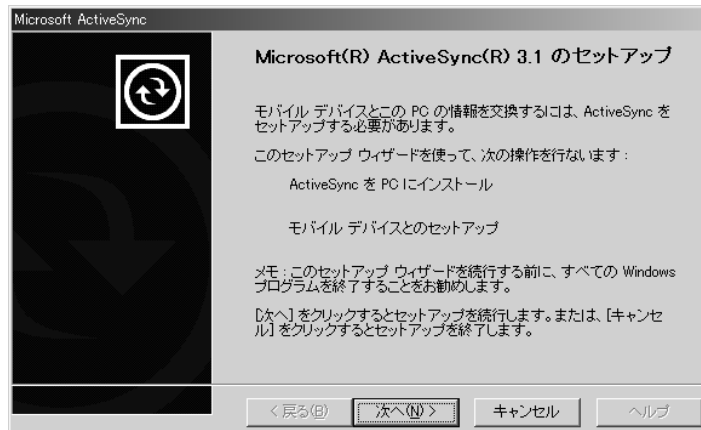 Microsoft ActiveSync
Microsoft(R) ActiveSync(R) 3.1 のセットアップ
モバイル デバイスとこの PC の情報を交換するには、ActiveSync を
セットアップする必要があります。
このセットアップ ウィザードを使って、次の操作を行ないます :
ActiveSync を PC にインストール
モバイル デバイスとのセットアップ
メモ : このセットアップ ウィザードを続行する前に、すべての Windows
プログラムを終了することをお勧めします。
[次へ] をクリックするとセットアップを続行します。または、[キャンセ
ル] をクリックするとセットアップを終了します。
< 戻る(B) 次へ(N) > キャンセル ヘルプ